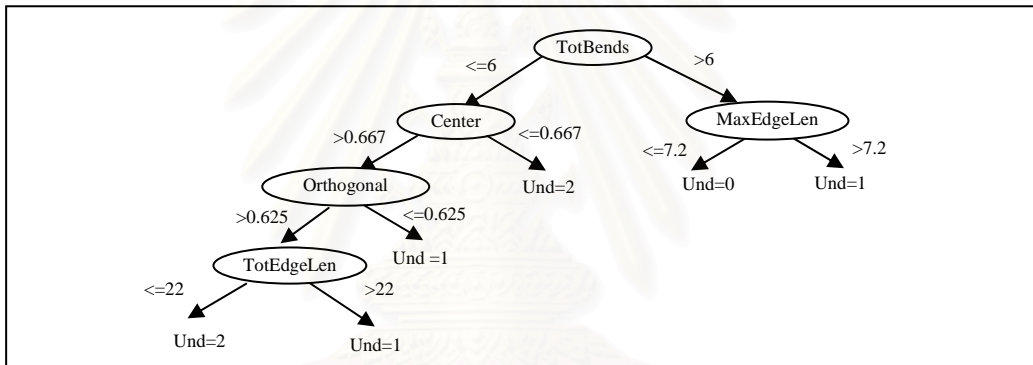 TotBends
<=6
>6
Center
MaxEdgeLen
>0.667
<=0.667
<=7.2
>7.2
Orthogonal
Und=2
Und=0
Und=1
>0.625
<=0.625
TotEdgeLen
Und =1
<=22
>22
Und=2
Und=1